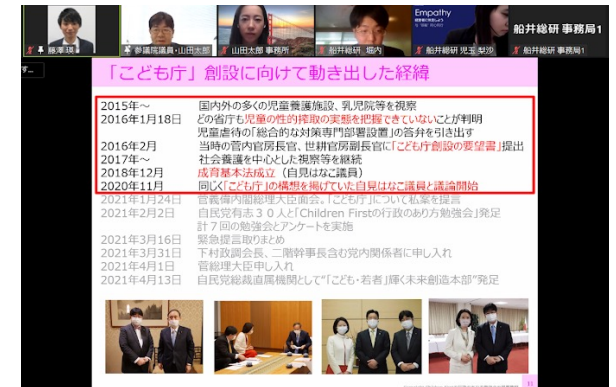 Empathy
船井総研 事務局1
藤澤 瑛
参議院議員・山田太郎
山田太郎 事務所
船井総研 堀内
船井総研 児玉 梨沙
船井総研 事務局1
す...
「こども庁」創設に向けて動き出した経緯
2015年~ 国内外の多くの児童養護施設、乳児院等を視察
2016年1月18日 どの省庁も児童の性的搾取の実態を把握できていないことが判明
児童虐待の「総合的な対策専門部署設置」の答弁を引き出す
2016年2月 当時の菅内官房長官、世耕官房副長官に「こども庁創設の要望書」提出
2017年~ 社会養護を中心とした視察等を継続
2018年12月 成育基本法成立(自見はなこ議員)
2020年11月 同じく「こども庁」の構想を掲げていた自見はなこ議員と議論開始
2021年1月24日 菅義偉内閣総理大臣面会。「こども庁」について私案を提言
2021年2月2日 自民党有志30人と「Children Firstの行政のあり方勉強会」発足
計7回の勉強会とアンケートを実施
2021年3月16日 緊急提言取りまとめ
2021年3月31日 下村政調会長、二階幹事長含む党内関係者に申し入れ
2021年4月1日 菅総理大臣申し入れ
2021年4月13日 自民党総裁直属機関として"「こども・若者」輝く未来創造本部"発足